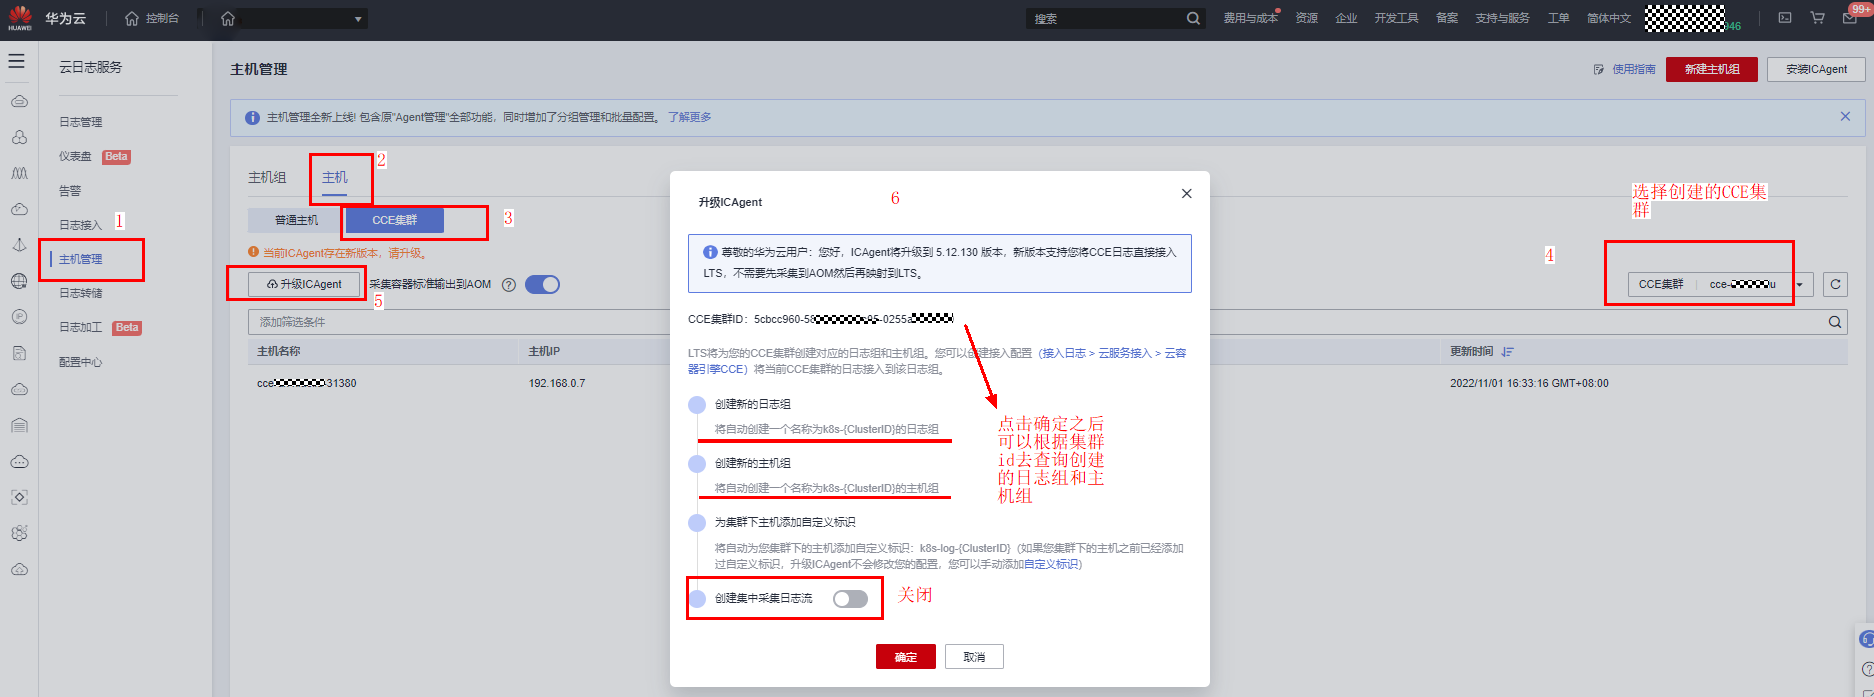 HUAWEI
华为云
控制台
搜索
费用与成本
资源
企业
开发工具
备案
支持与服务
工单
简体中文
946
99+
云日志服务
日志管理
仪表盘 Beta
告警
日志接入
1
主机管理
日志转储
日志加工 Beta
配置中心
主机管理
使用指南
新建主机组
安装ICAgent
主机管理全新上线! 包含原"Agent管理"全部功能，同时增加了分组管理和批量配置。 了解更多
主机组
主机
2
普通主机
CCE集群
3
当前ICAgent存在新版本，请升级。
升级ICAgent
采集容器标准输出到AOM
5
选择创建的CCE集
群
4
CCE集群
cce-
u
添加筛选条件
主机名称
主机IP
更新时间
cce
31380
192.168.0.7
2022/11/01 16:33:16 GMT+08:00
升级ICAgent
6
尊敬的华为云用户：您好，ICAgent将升级到 5.12.130 版本，新版本支持您将CCE日志直接接入
LTS，不需要先采集到AOM然后再映射到LTS。
CCE集群ID：5cbcc960-58
95-0255a
LTS将为您的CCE集群创建对应的日志组和主机组。您可以创建接入配置（接入日志 > 云服务接入 > 云容
器引擎CCE）将当前CCE集群的日志接入到该日志组。
创建新的日志组
将自动创建一个名称为k8s-{ClusterID}的日志组
创建新的主机组
将自动创建一个名称为k8s-{ClusterID}的主机组
为集群下主机添加自定义标识
将自动为您集群下的主机添加自定义标识：k8s-log-{ClusterID}（如果您集群下的主机之前已经添加
过自定义标识，升级ICAgent不会修改您的配置，您可以手动添加自定义标识）
创建集中采集日志流
关闭
确定
取消
点击确定之后
可以根据集群
id去查询创建
的日志组和主
机组